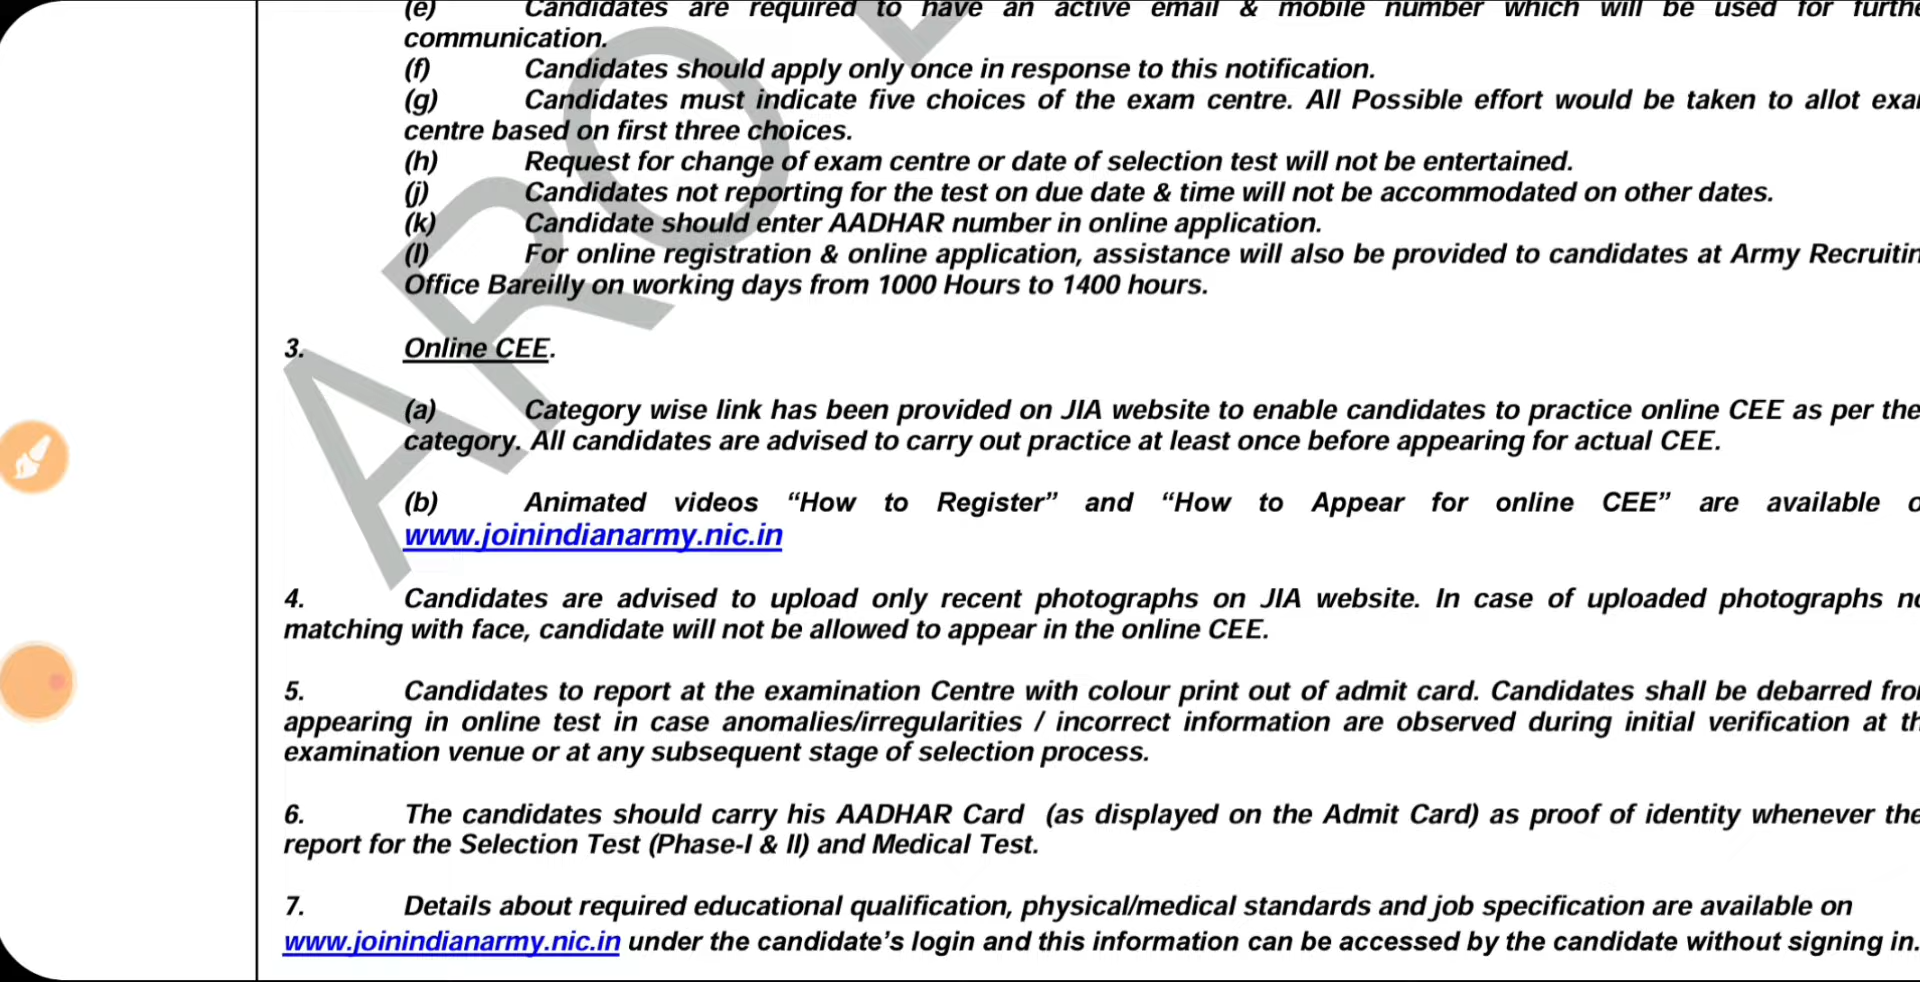 (e) Candidates are required to have an active email & mobile number which will be used for
communication.
(f) Candidates should apply only once in response to this notification.
(g) Candidates must indicate five choices of the exam centre. All Possible effort would be taken to allot
centre based on first three choices.
(h) Request for change of exam centre or date of selection test will not be entertained.
(j) Candidates not reporting for the test on due date & time will not be accommodated on other dates.
(k) Candidate should enter AADHAR number in online application.
(l) For online registration & online application, assistance will also be provided to candidates at Army
Office Bareilly on working days from 1000 Hours to 1400 hours.
3. Online CEE.
(a) Category wise link has been provided on JIA website to enable candidates to practice online CEE as per
category. All candidates are advised to carry out practice at least once before appearing for actual CEE.
(b) Animated videos “How to Register” and “How to Appear for online CEE” are available
www.joinindianarmy.nic.in
4. Candidates are advised to upload only recent photographs on JIA website. In case of uploaded photographs
matching with face, candidate will not be allowed to appear in the online CEE.
5. Candidates to report at the examination Centre with colour print out of admit card. Candidates shall be debarred
appearing in online test in case anomalies/irregularities / incorrect information are observed during initial verification at
examination venue or at any subsequent stage of selection process.
6. The candidates should carry his AADHAR Card (as displayed on the Admit Card) as proof of identity whenever
report for the Selection Test (Phase-I & II) and Medical Test.
7. Details about required educational qualification, physical/medical standards and job specification are available on
www.joinindianarmy.nic.in under the candidate’s login and this information can be accessed by the candidate without signing in.
ARO